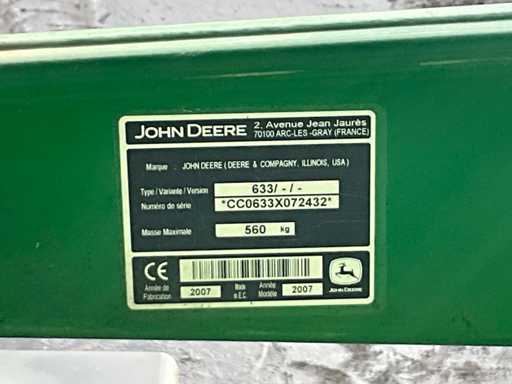 JOHN DEERE 2, Avenue Jean Jaurès
70100 ARC-LES -GRAY (FRANCE)
Marque : JOHN DEERE ( DEERE & COMPAGNY, ILLINOIS, USA )
Type / Variante / Version 633/ - / -
Numéro de série *CC0633X072432*
Masse Maximale 560 kg
CE
Année de Fabrication 2007 Made in E.C. Année Modèle 2007
JOHN DEERE